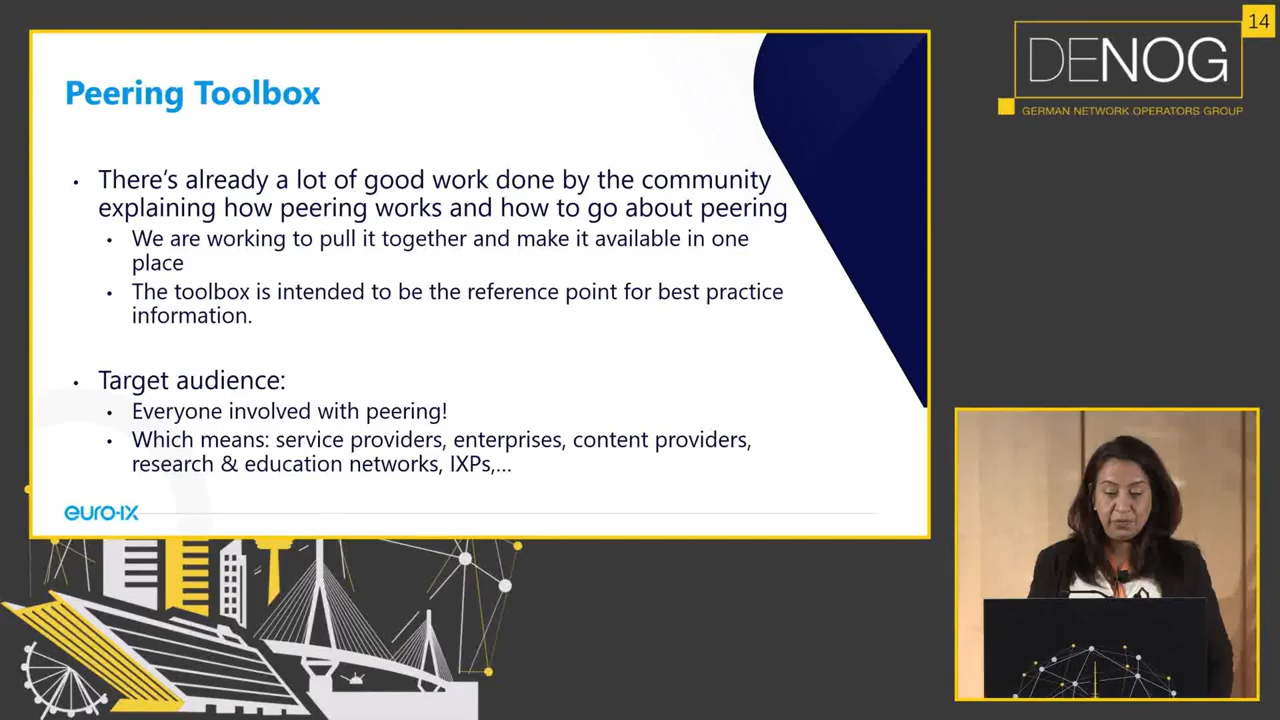 14
DENOG
GERMAN NETWORK OPERATORS GROUP
Peering Toolbox
• There's already a lot of good work done by the community
explaining how peering works and how to go about peering
• We are working to pull it together and make it available in one
place
• The toolbox is intended to be the reference point for best practice
information.
• Target audience:
• Everyone involved with peering!
• Which means: service providers, enterprises, content providers,
research & education networks, IXPs,...
euro-ix